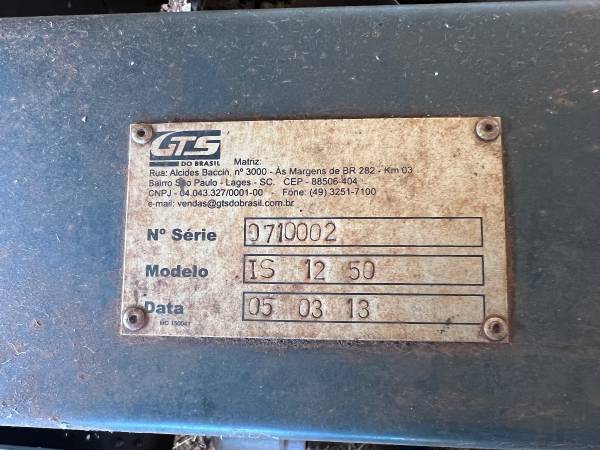 GTS
DO BRASIL
Matriz:
Rua: Alcides Baccin, nº 3000 - Às Margens de BR 282 - Km 03
Bairro São Paulo - Lages - SC. CEP - 88506-404
CNPJ - 04.043.327/0001-00 - Fone: (49) 3251-7100
e-mail: vendas@gtsdobrasil.com.br
Nº Série 0710002
Modelo IS 12 50
Data 05 03 13